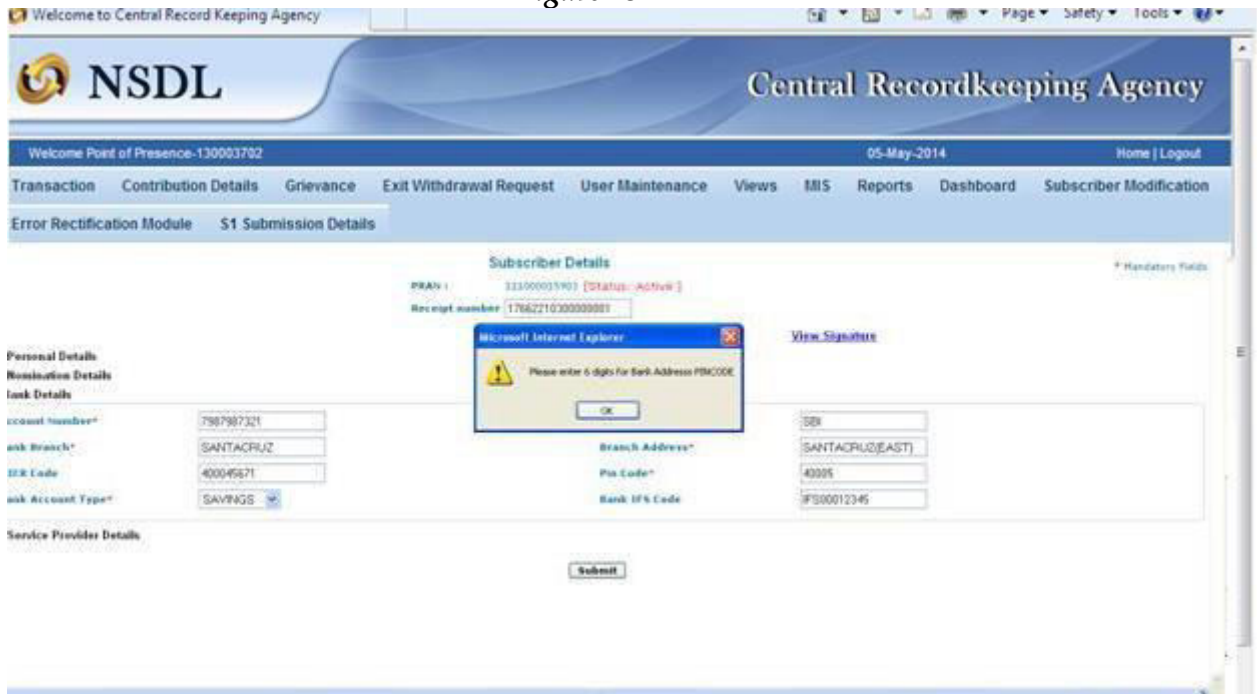 Welcome to Central Record Keeping Agency
Page Safety Tools
NSDL
Central Recordkeeping Agency
Welcome Point of Presence-130003702 05-May-2014 Home | Logout
Transaction Contribution Details Grievance Exit Withdrawal Request User Maintenance Views MIS Reports Dashboard Subscriber Modification
Error Rectification Module S1 Submission Details
Subscriber Details
* Mandatory Fields
PRAN : [Status: Active ]
Receipt number
View Signature
Microsoft Internet Explorer
Please enter 6 digits for Bank Addresss PINCODE
OK
Personal Details
Nomination Details
Bank Details
Account Number* 7987987321 SBI
Bank Branch* SANTACRUZ Branch Address* SANTACRUZ(EAST)
Code 400045671 Pin Code* 40005
Bank Account Type* SAVINGS Bank IFS Code IFS00012345
Service Provider Details
Submit